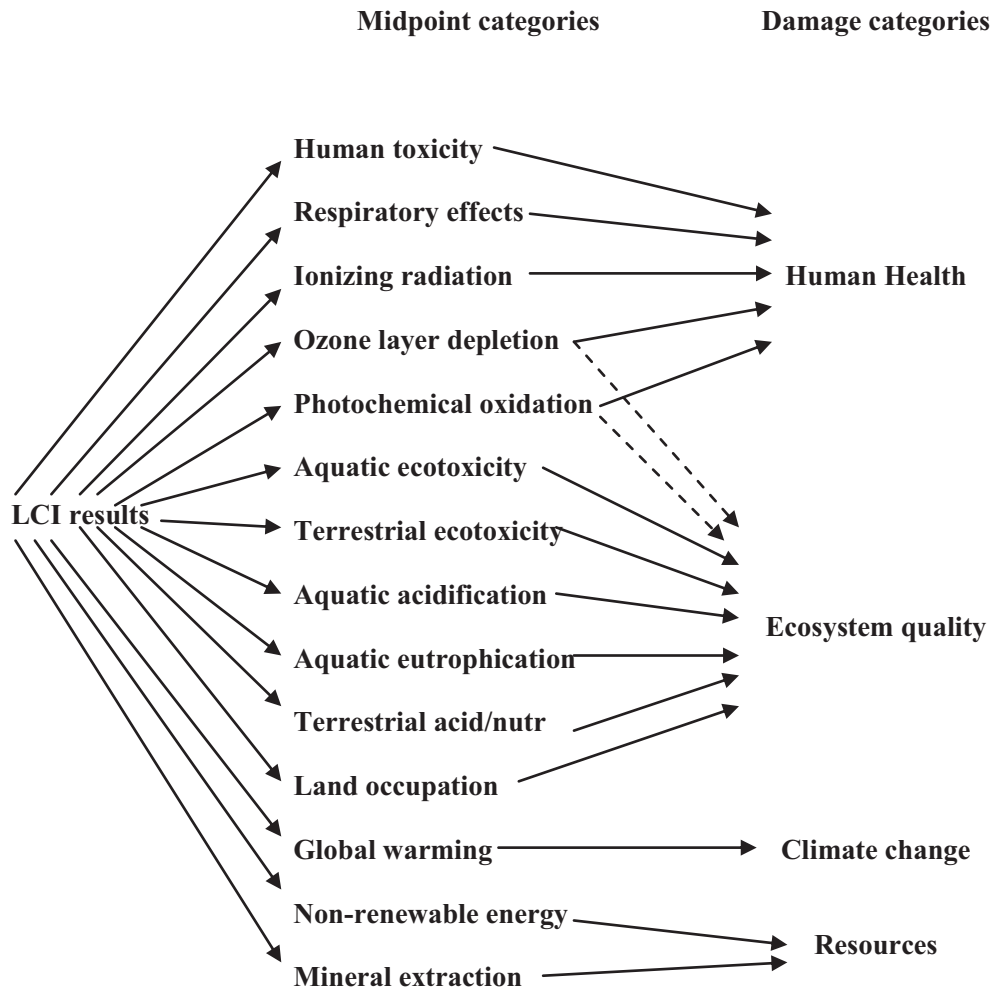 Midpoint categories
Damage categories
Human toxicity
Respiratory effects
Ionizing radiation
Human Health
Ozone layer depletion
Photochemical oxidation
Aquatic ecotoxicity
LCI results
Terrestrial ecotoxicity
Aquatic acidification
Ecosystem quality
Aquatic eutrophication
Terrestrial acid/nutr
Land occupation
Global warming
Climate change
Non-renewable energy
Resources
Mineral extraction